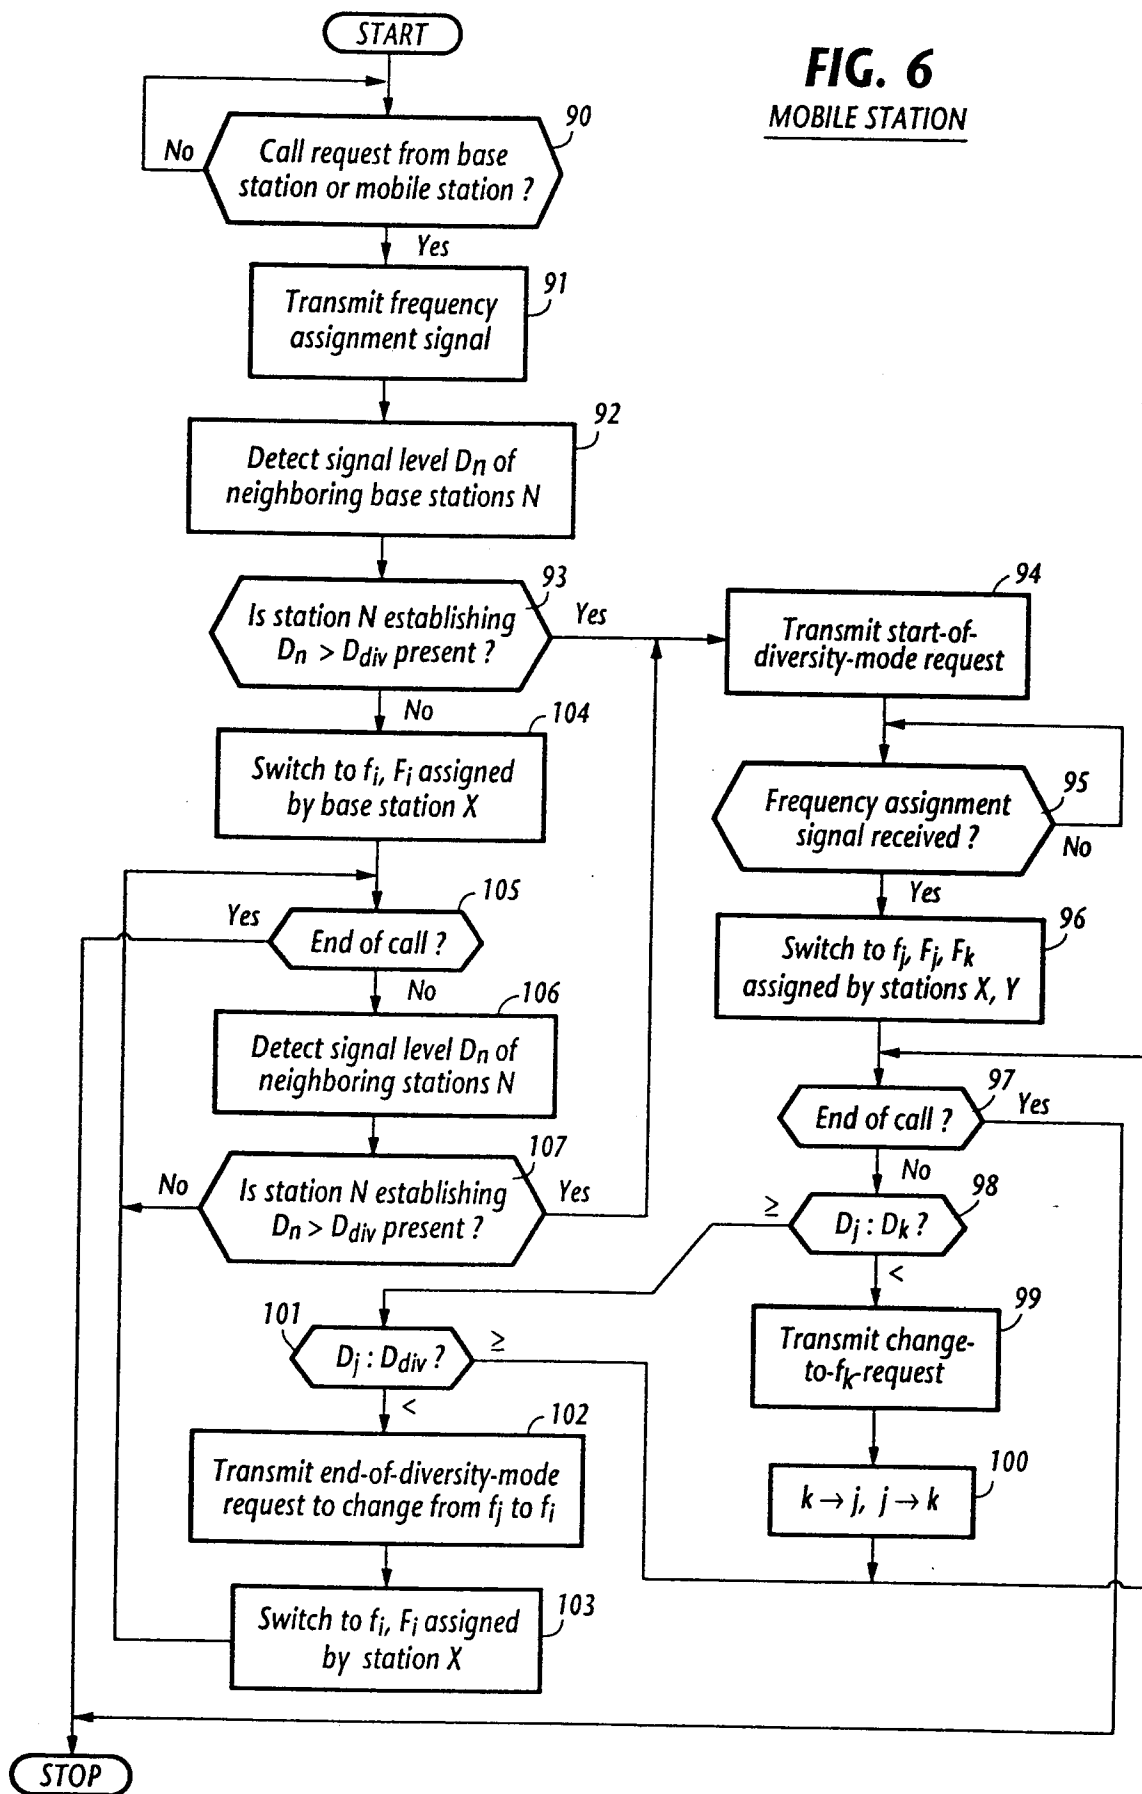 START
FIG. 6
MOBILE STATION
90
Call request from base
station or mobile station ?
No
Yes
91
Transmit frequency
assignment signal
92
Detect signal level Dn of
neighboring base stations N
93
Is station N establishing
Dn > Ddiv present ?
Yes
No
94
Transmit start-of-
diversity-mode request
104
Switch to fi, Fi assigned
by base station X
95
Frequency assignment
signal received ?
No
Yes
105
End of call ?
Yes
No
96
Switch to fj, Fj, Fk
assigned by stations X, Y
106
Detect signal level Dn of
neighboring stations N
97
End of call ?
Yes
No
107
Is station N establishing
Dn > Ddiv present ?
No
Yes
98
Dj : Dk ?
≥
<
99
Transmit change-
to-fk-request
101
Dj : Ddiv ?
≥
<
102
Transmit end-of-diversity-mode
request to change from fj to fi
100
k → j, j → k
103
Switch to fi, Fi assigned
by station X
STOP